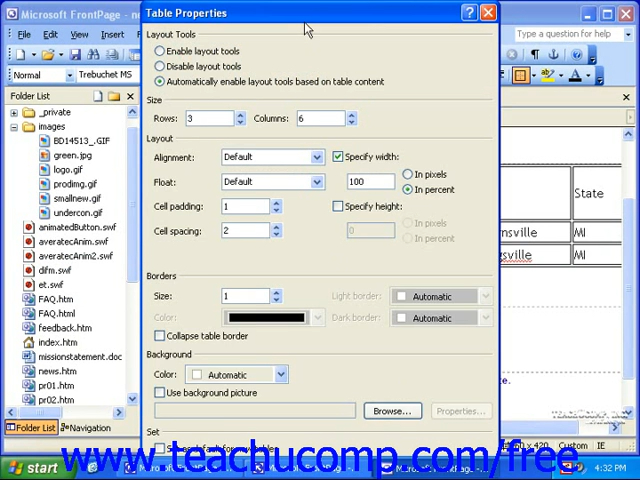 Microsoft FrontPage - ne
Table Properties
File Edit View Insert
Type a question for help
Normal Trebuchet MS
Folder List
_private
images
BD14513_.GIF
green.jpg
logo.gif
prodimg.gif
smallnew.gif
undercon.gif
animatedButton.swf
averatecAnim.swf
averatecAnim2.swf
difm.swf
et.swf
FAQ.htm
FAQ.html
feedback.htm
index.htm
missionstatement.doc
news.htm
pr01.htm
pr02.htm
Folder List Navigation
Layout Tools
Enable layout tools
Disable layout tools
Automatically enable layout tools based on table content
Size
Rows: 3 Columns: 6
Layout
Alignment: Default Specify width:
In pixels
Float: Default 100 In percent
Cell padding: 1 Specify height:
In pixels
Cell spacing: 2 0 In percent
Borders
Size: 1 Light border: Automatic
Color: Dark border: Automatic
Collapse table border
Background
Color: Automatic
Use background picture
Browse... Properties...
Set
State
nsville MI
gsville MI
x 420 Custom IE
www.teachucomp.com/free
start
4:32 PM